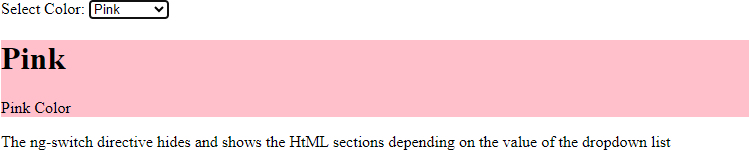 Select Color: Pink
Pink
Pink Color
The ng-switch directive hides and shows the HtML sections depending on the value of the dropdown list